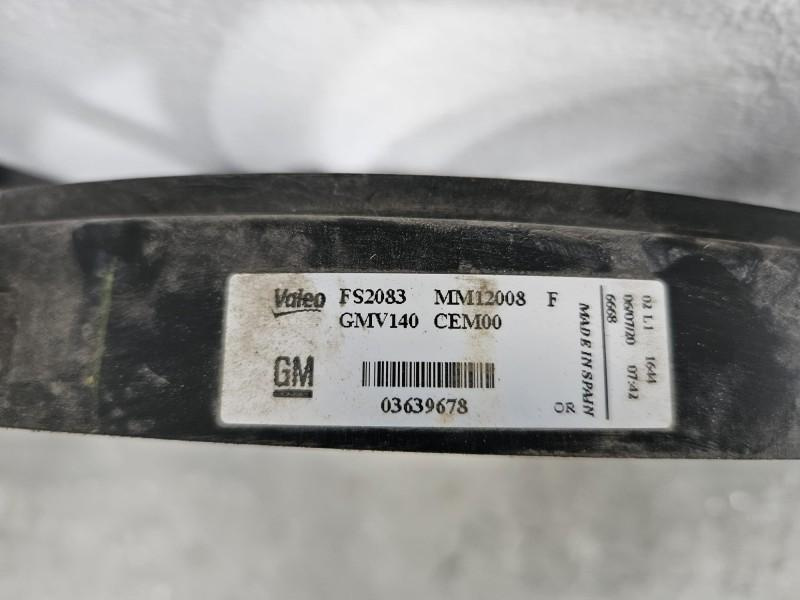 Valeo FS2083 MM12008 F
GMV140 CEM00
GM
03639678
OR
MADE IN SPAIN
6668
06/07/20 07:42
02 L1 1644